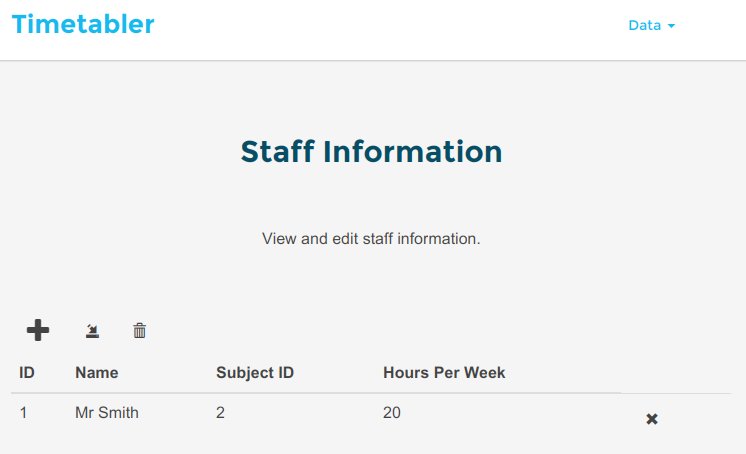 Timetabler
Data
Staff Information
View and edit staff information.
ID Name Subject ID Hours Per Week
1 Mr Smith 2 20